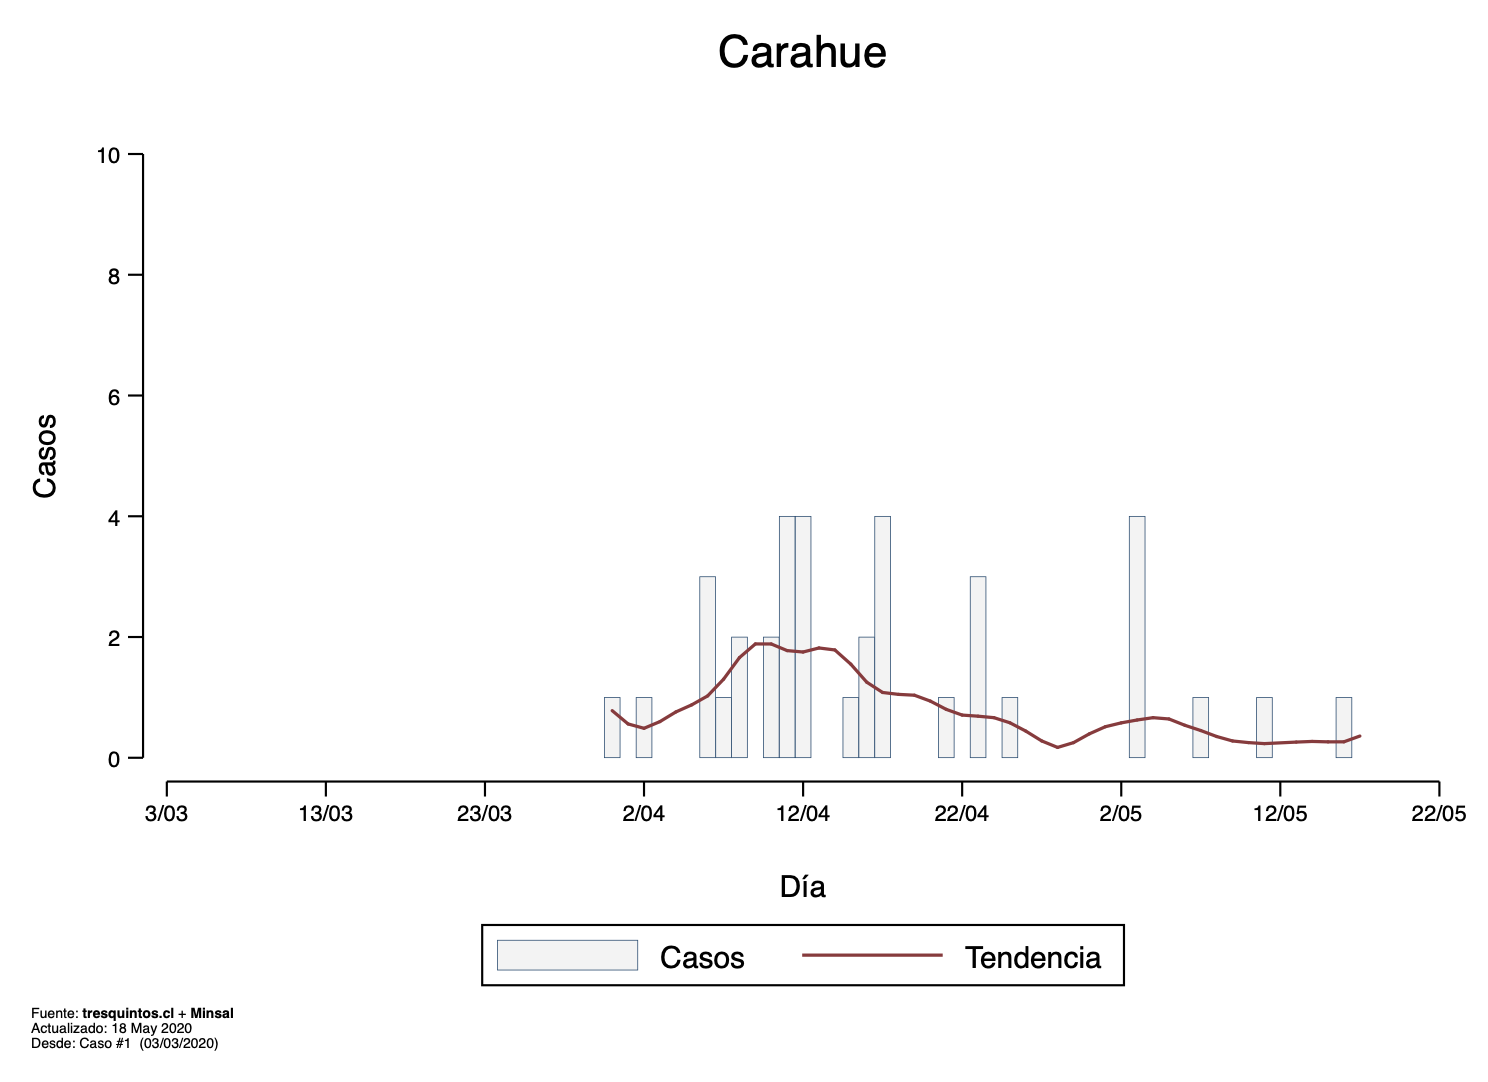 Carahue
10
8
6
4
2
0
Casos
3/03 13/03 23/03 2/04 12/04 22/04 2/05 12/05 22/05
Día
Casos Tendencia
Fuente: tresquintos.cl + Minsal
Actualizado: 18 May 2020
Desde: Caso #1 (03/03/2020)